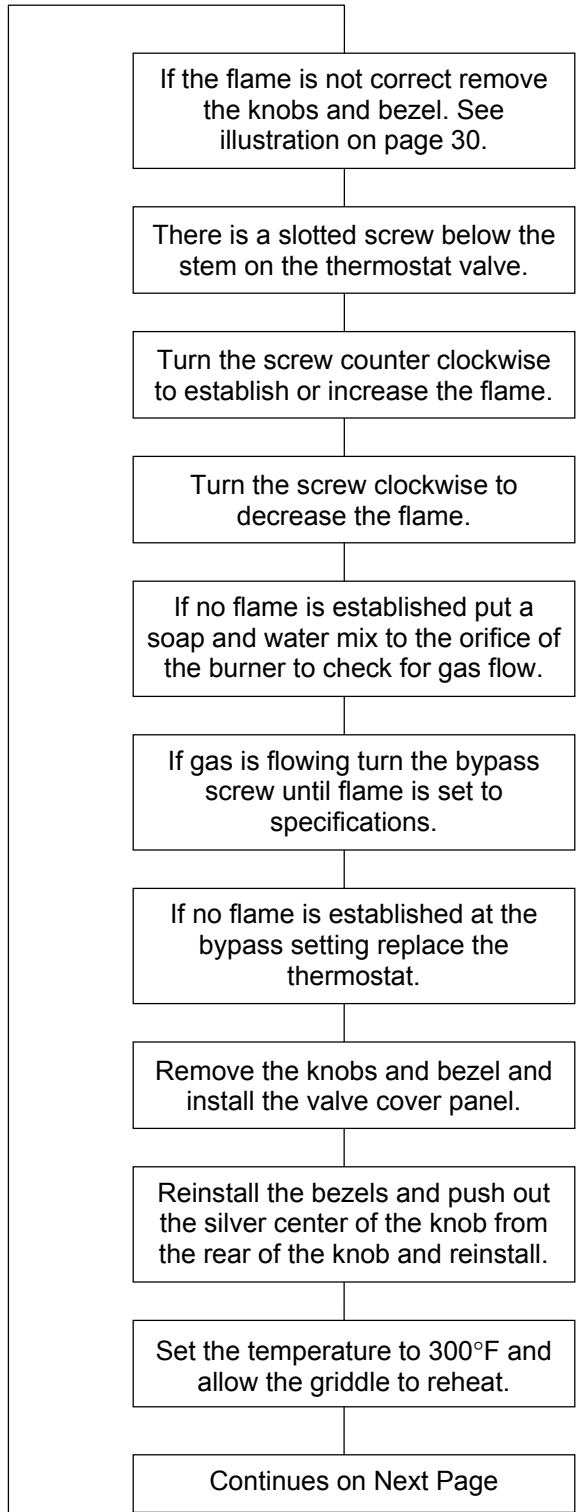 If the flame is not correct remove
the knobs and bezel. See
illustration on page 30.
There is a slotted screw below the
stem on the thermostat valve.
Turn the screw counter clockwise
to establish or increase the flame.
Turn the screw clockwise to
decrease the flame.
If no flame is established put a
soap and water mix to the orifice of
the burner to check for gas flow.
If gas is flowing turn the bypass
screw until flame is set to
specifications.
If no flame is established at the
bypass setting replace the
thermostat.
Remove the knobs and bezel and
install the valve cover panel.
Reinstall the bezels and push out
the silver center of the knob from
the rear of the knob and reinstall.
Set the temperature to 300°F and
allow the griddle to reheat.
Continues on Next Page